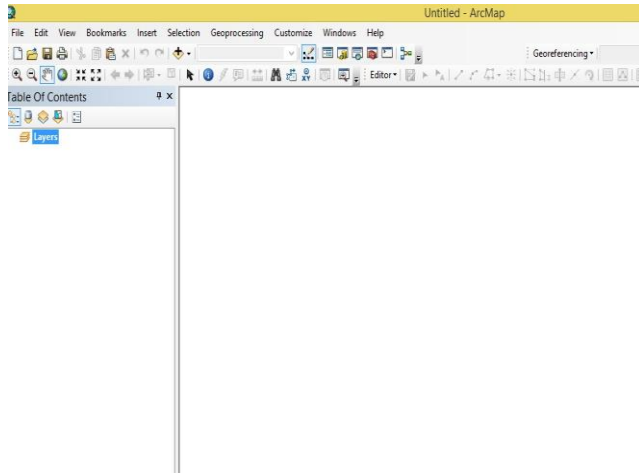 Untitled - ArcMap
File Edit View Bookmarks Insert Selection Geoprocessing Customize Windows Help
Georeferencing
Editor
Table Of Contents
Layers